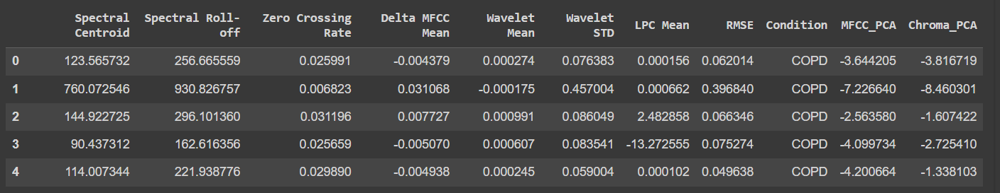 Spectral Centroid Spectral Roll-off Zero Crossing Rate Delta MFCC Mean Wavelet Mean Wavelet STD LPC Mean RMSE Condition MFCC_PCA Chroma_PCA
0 123.565732 256.665559 0.025991 -0.004379 0.000274 0.076383 0.000156 0.062014 COPD -3.644205 -3.816719
1 760.072546 930.826757 0.006823 0.031068 -0.000175 0.457004 0.000662 0.396840 COPD -7.226640 -8.460301
2 144.922725 296.101360 0.031196 0.007727 0.000991 0.086049 2.482858 0.066346 COPD -2.563580 -1.607422
3 90.437312 162.616356 0.025659 -0.005070 0.000607 0.083541 -13.272555 0.075274 COPD -4.099734 -2.725410
4 114.007344 221.938776 0.029890 -0.004938 0.000245 0.059004 0.000102 0.049638 COPD -4.200664 -1.338103